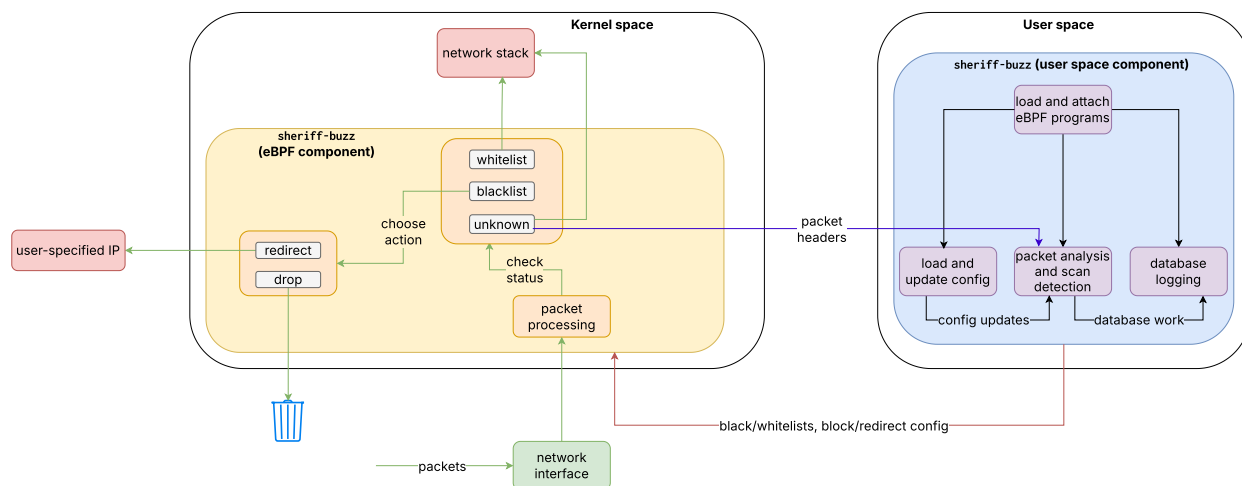 Kernel space
User space
network stack
sheriff-buzz (user space component)
load and attach
eBPF programs
sheriff-buzz
(eBPF component)
whitelist
blacklist
unknown
choose
action
packet
headers
user-specified IP
redirect
drop
check
status
packet
processing
load and
update config
packet analysis
and scan
detection
database
logging
config updates
database work
black/whitelists, block/redirect config
packets
network
interface